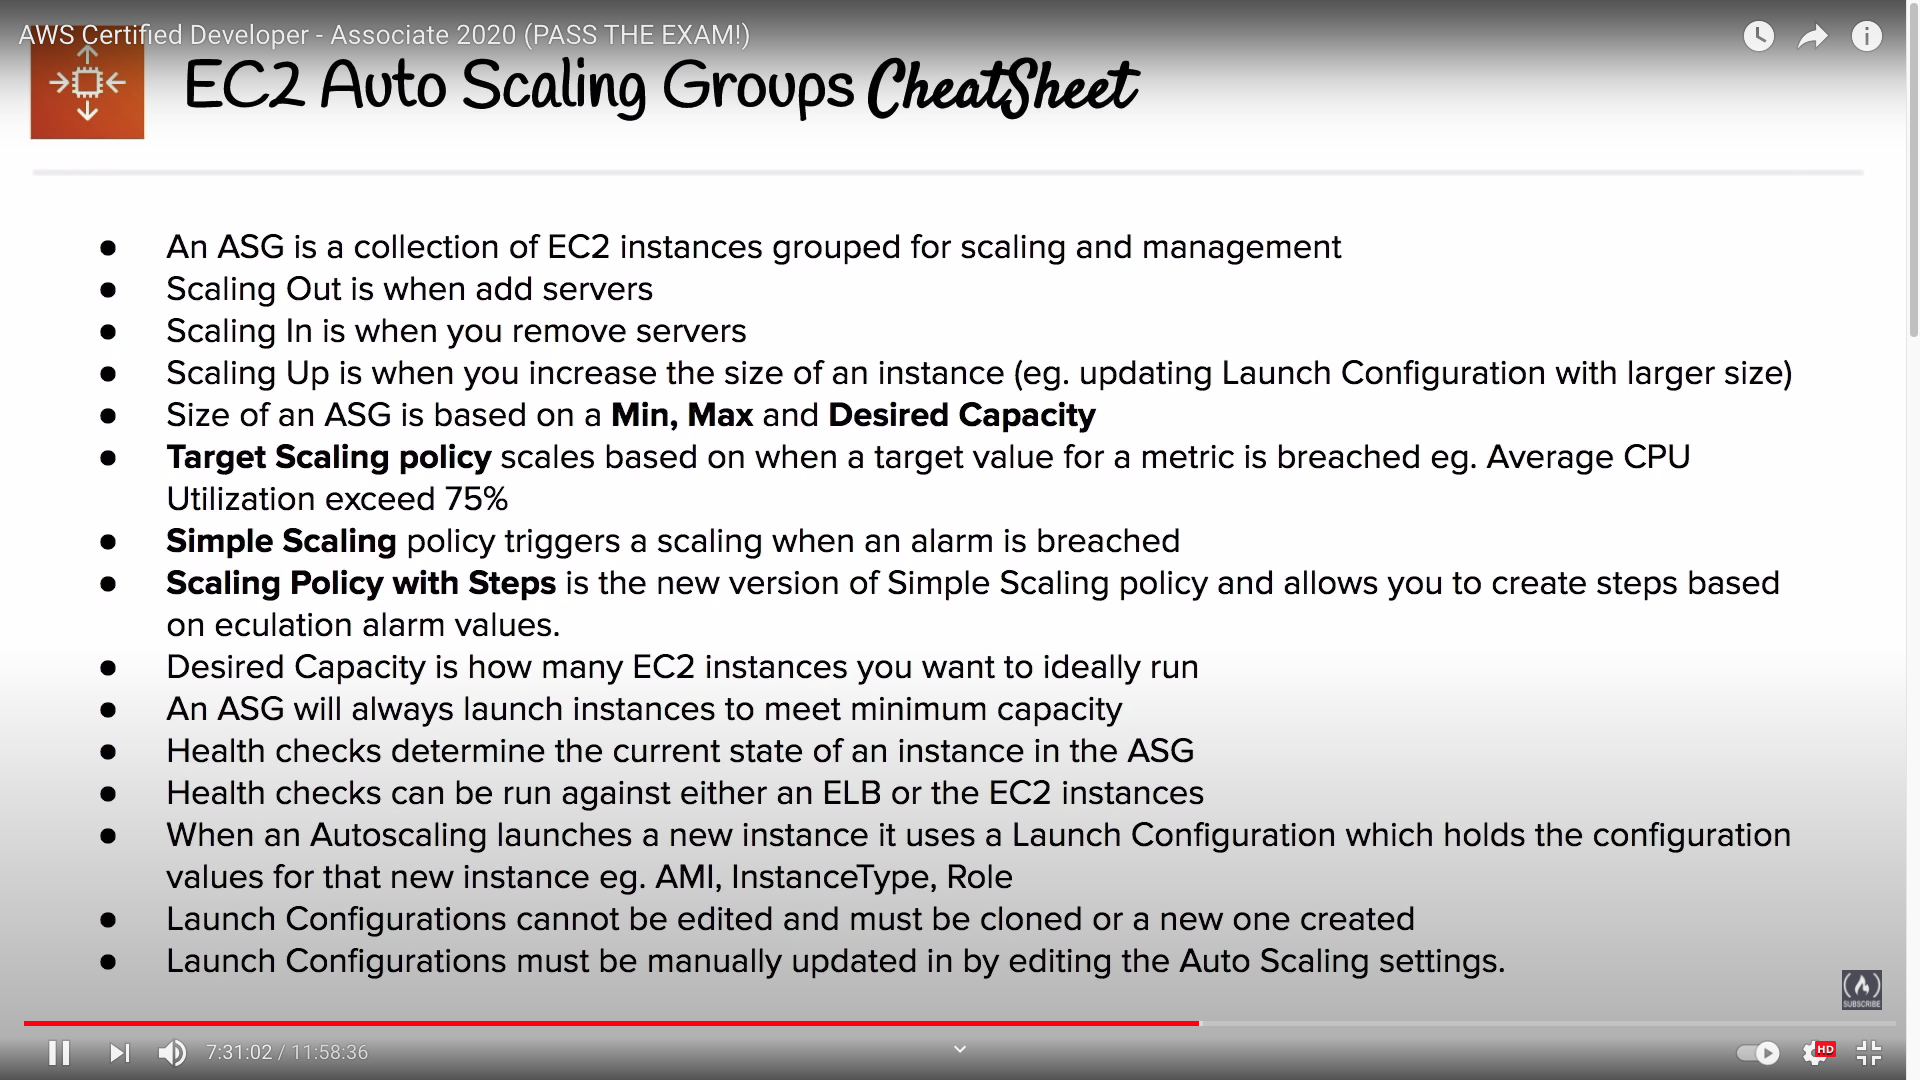 AWS Certified Developer - Associate 2020 (PASS THE EXAM!)
EC2 Auto Scaling Groups CheatSheet
● An ASG is a collection of EC2 instances grouped for scaling and management
● Scaling Out is when add servers
● Scaling In is when you remove servers
● Scaling Up is when you increase the size of an instance (eg. updating Launch Configuration with larger size)
● Size of an ASG is based on a Min, Max and Desired Capacity
● Target Scaling policy scales based on when a target value for a metric is breached eg. Average CPU
Utilization exceed 75%
● Simple Scaling policy triggers a scaling when an alarm is breached
● Scaling Policy with Steps is the new version of Simple Scaling policy and allows you to create steps based
on eculation alarm values.
● Desired Capacity is how many EC2 instances you want to ideally run
● An ASG will always launch instances to meet minimum capacity
● Health checks determine the current state of an instance in the ASG
● Health checks can be run against either an ELB or the EC2 instances
● When an Autoscaling launches a new instance it uses a Launch Configuration which holds the configuration
values for that new instance eg. AMI, InstanceType, Role
● Launch Configurations cannot be edited and must be cloned or a new one created
● Launch Configurations must be manually updated in by editing the Auto Scaling settings.
SUBSCRIBE
7:31:02 / 11:58:36
HD